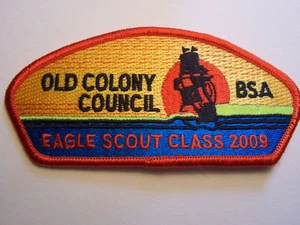 OLD COLONY
COUNCIL BSA
EAGLE SCOUT CLASS 2009